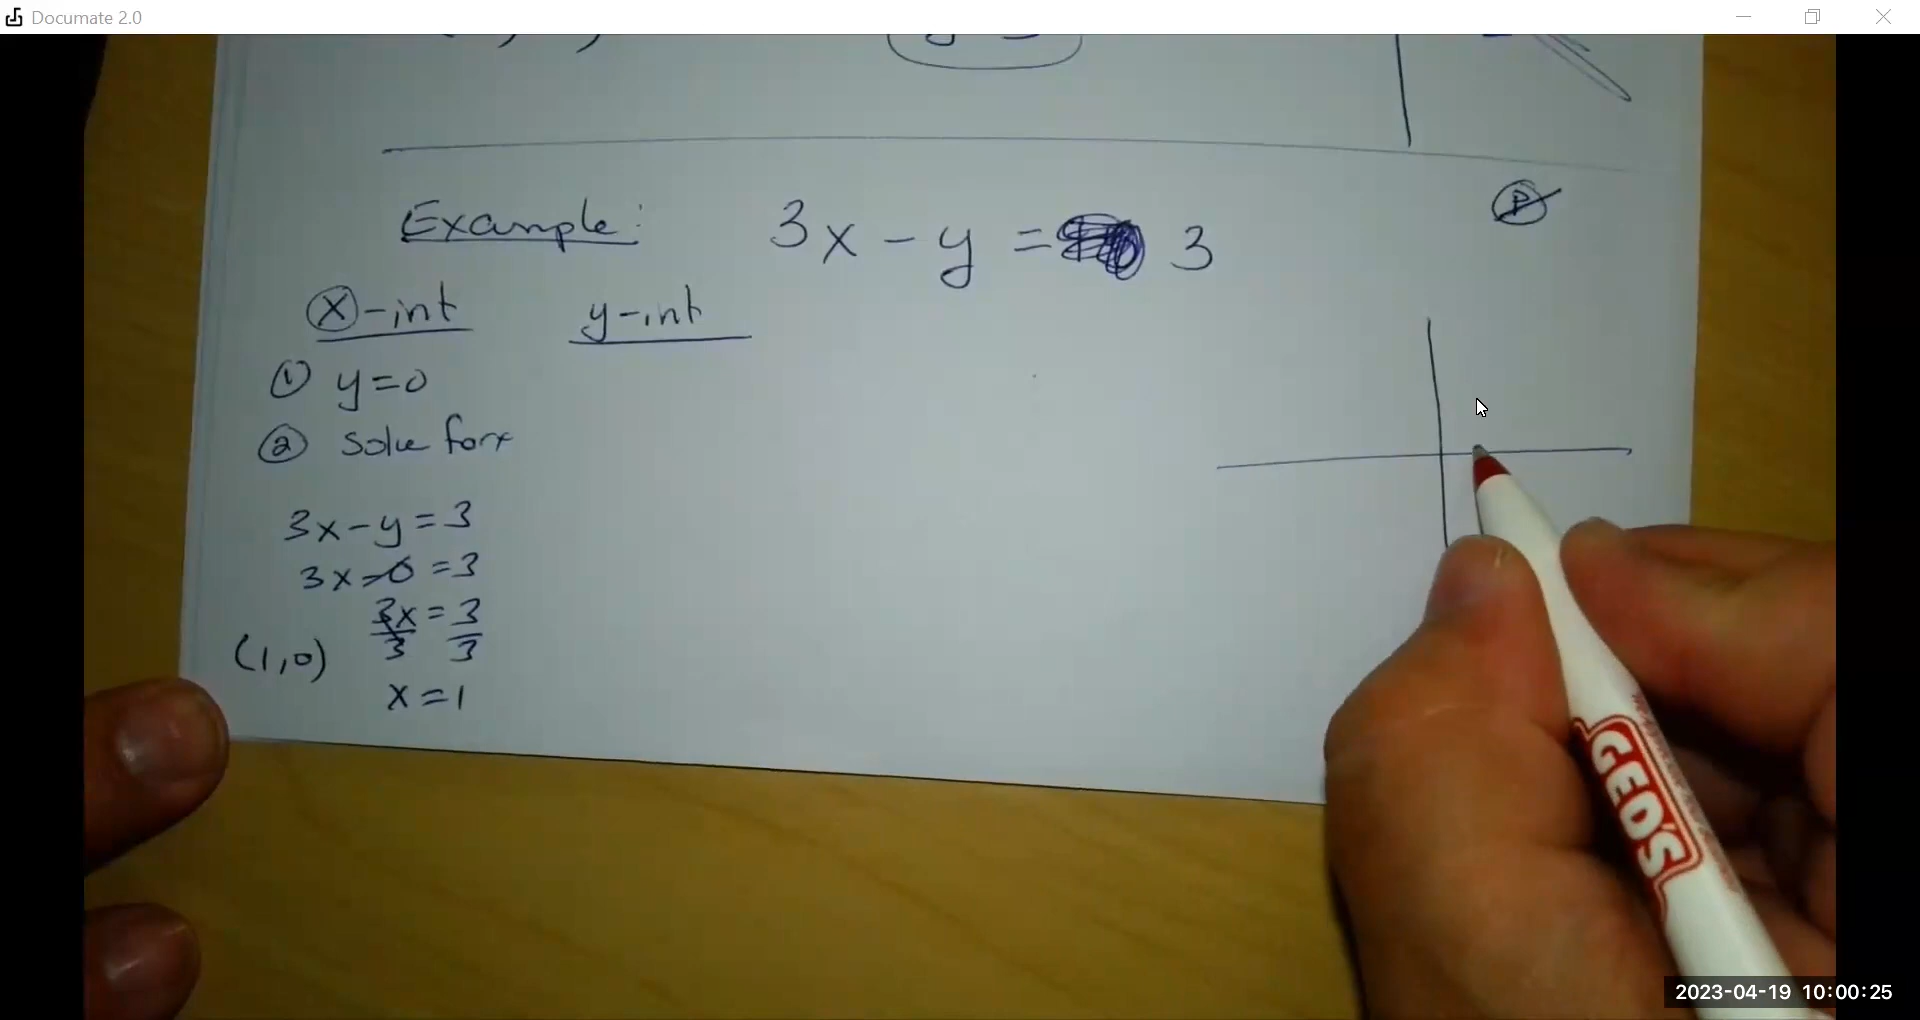 Documate 2.0
Example: 3x - y = 3
P
x-int
y-int
① y=0
② Solve for x
3x - y = 3
3x - 0 = 3
3x/3 = 3/3
(1,0)
x = 1
GED'S
2023-04-19 10:00:25